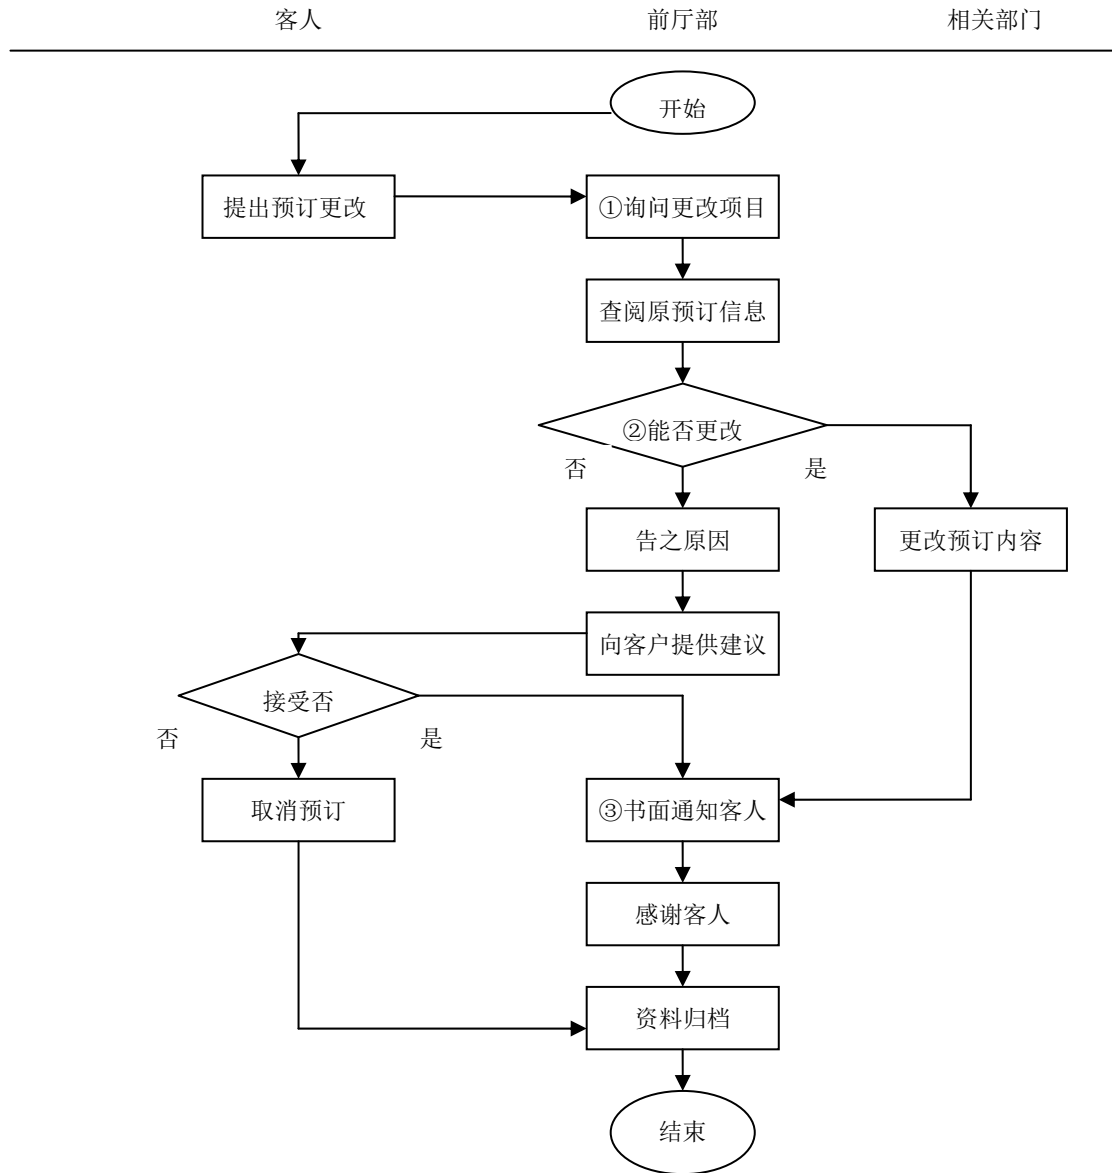 客人 前厅部 相关部门
开始
提出预订更改 ①询问更改项目
查阅原预订信息
②能否更改
否 是
告之原因 更改预订内容
向客户提供建议
接受否
否 是
取消预订 ③书面通知客人
感谢客人
资料归档
结束